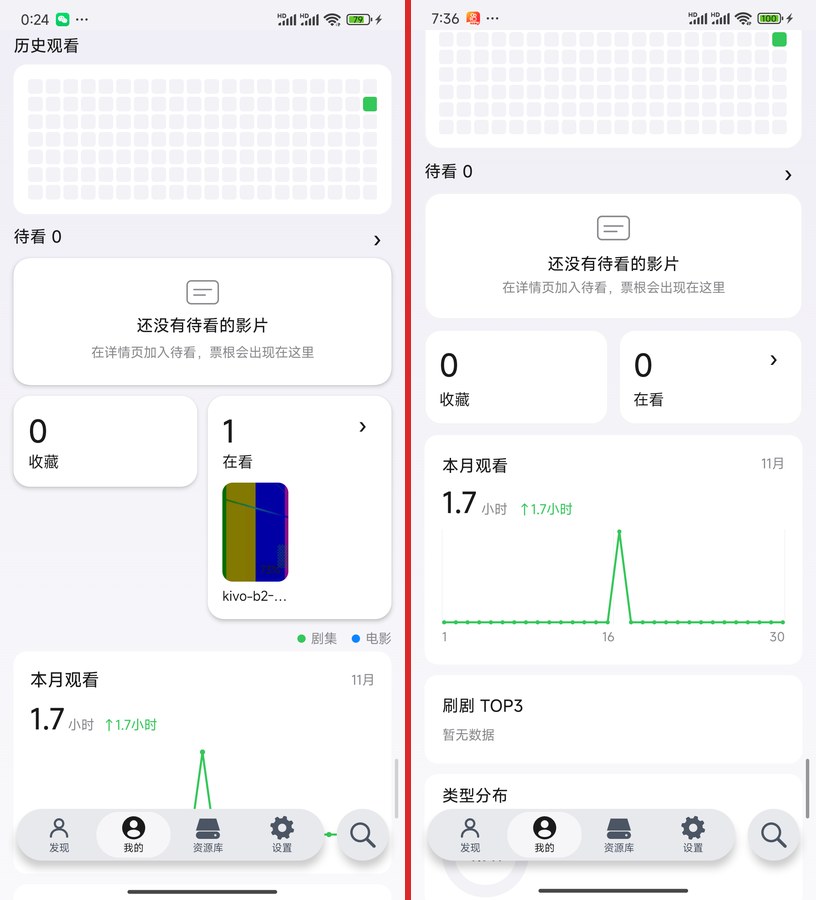 0:24
HD
HD
79
历史观看
待看 0
还没有待看的影片
在详情页加入待看，票根会出现在这里
0
收藏
1
在看
kivo-b2-...
剧集 电影
本月观看 11月
1.7 小时 ↑1.7小时
发现 我的 资源库 设置
7:36
HD
HD
100
待看 0
还没有待看的影片
在详情页加入待看，票根会出现在这里
0
收藏
0
在看
本月观看 11月
1.7 小时 ↑1.7小时
1 16 30
刷剧 TOP3
暂无数据
类型分布
发现 我的 资源库 设置